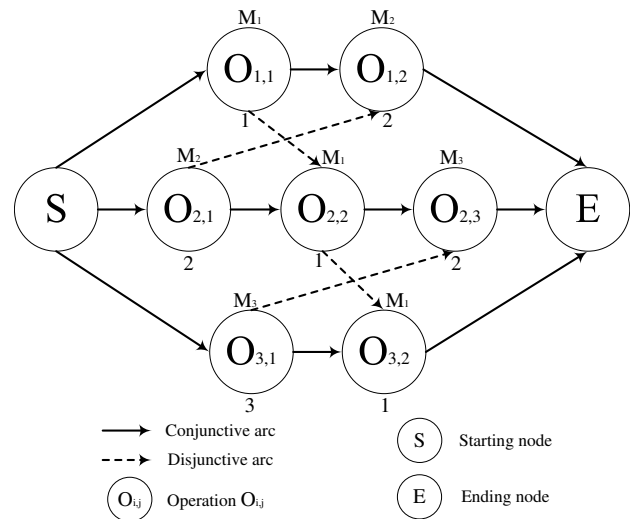 M1 M2
O1,1 O1,2
1 2
M2 M1 M3
S O2,1 O2,2 O2,3 E
2 1 2
M3 M1
O3,1 O3,2
3 1
Conjunctive arc
Disjunctive arc
Oi,j Operation Oi,j
S Starting node
E Ending node